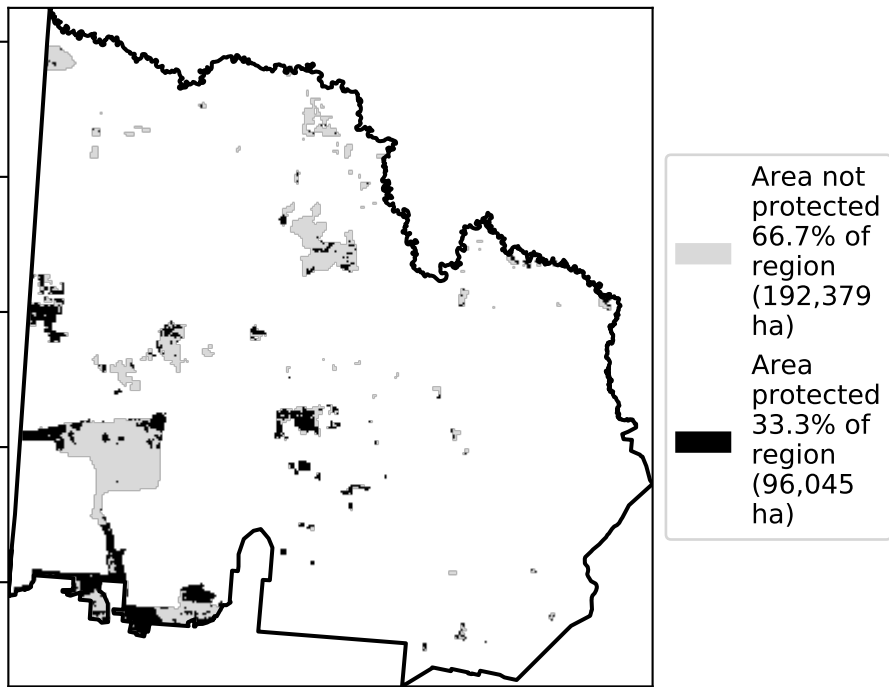 Area not
protected
66.7% of
region
(192,379
ha)
Area
protected
33.3% of
region
(96,045
ha)